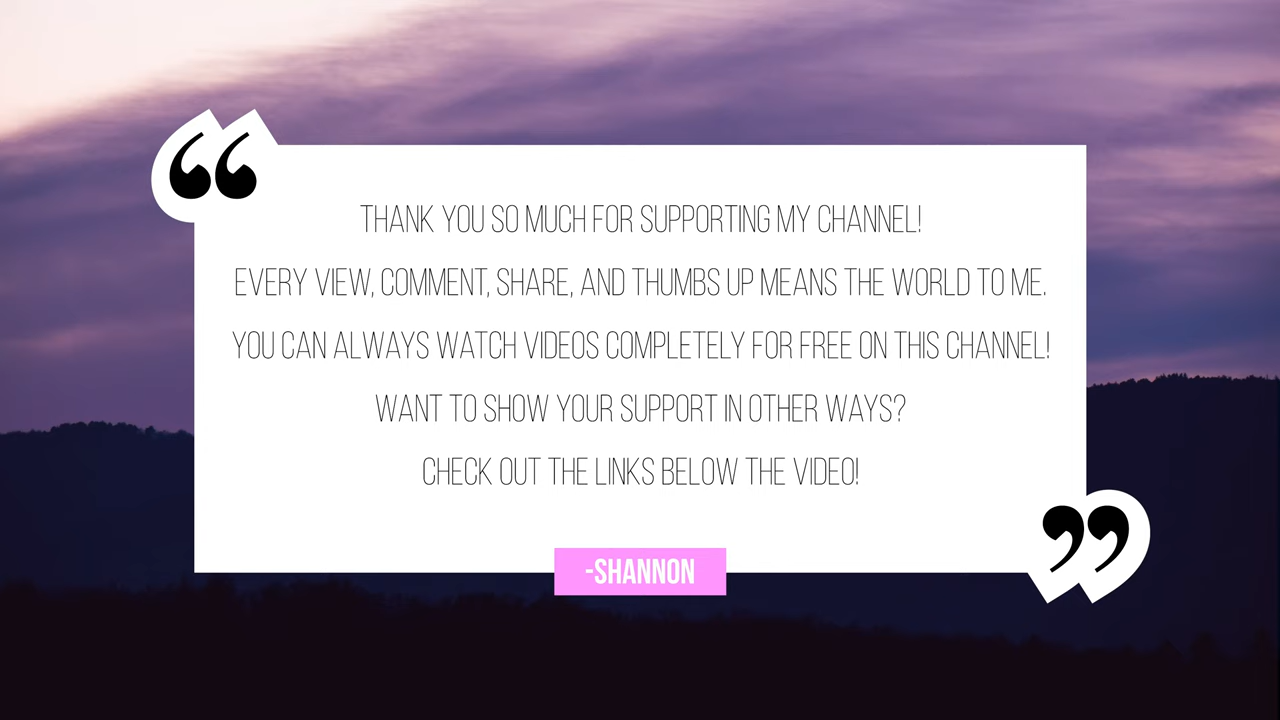 THANK YOU SO MUCH FOR SUPPORTING MY CHANNEL!
EVERY VIEW, COMMENT, SHARE, AND THUMBS UP MEANS THE WORLD TO ME.
YOU CAN ALWAYS WATCH VIDEOS COMPLETELY FOR FREE ON THIS CHANNEL!
WANT TO SHOW YOUR SUPPORT IN OTHER WAYS?
CHECK OUT THE LINKS BELOW THE VIDEO!
-SHANNON